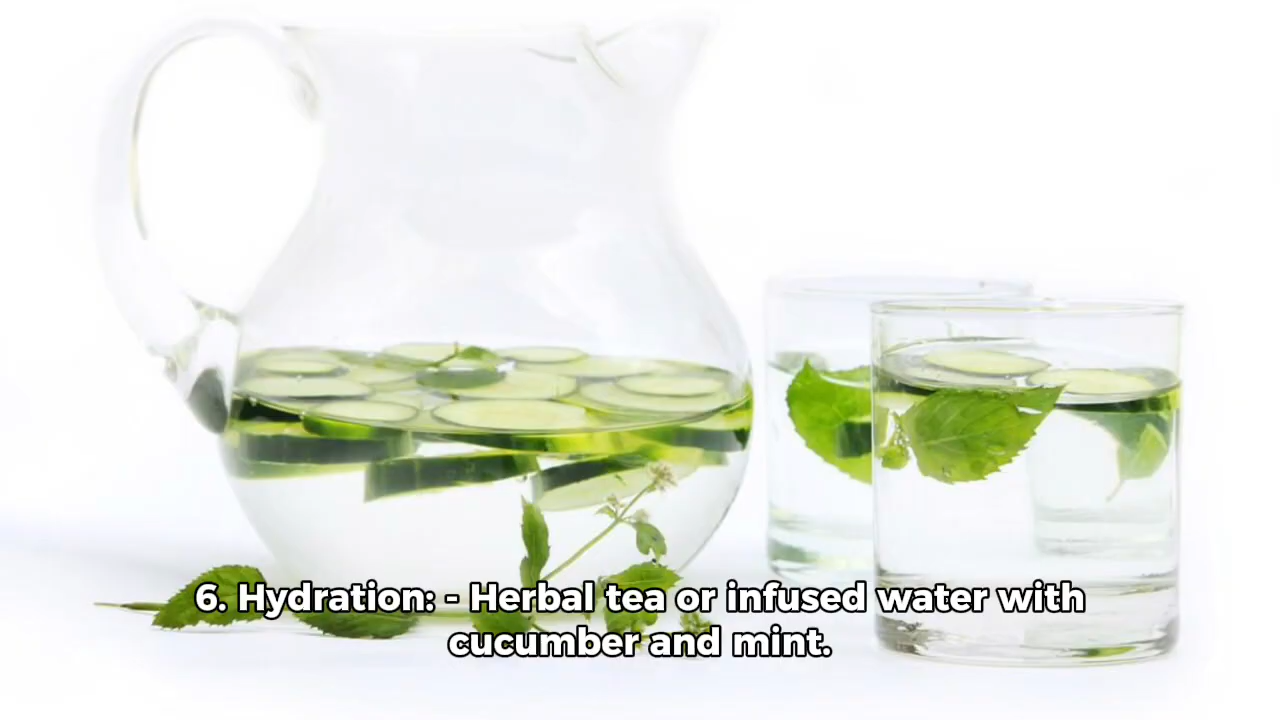 6. Hydration: - Herbal tea or infused water with
cucumber and mint.